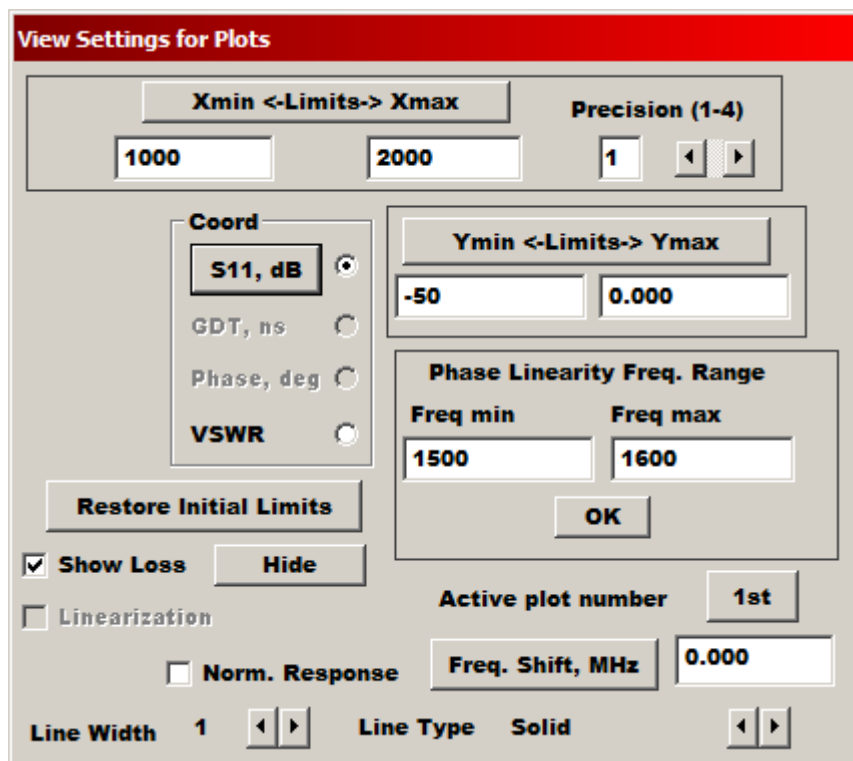 View Settings for Plots
Xmin <-Limits-> Xmax
Precision (1-4)
1000
2000
1
Coord
S11, dB
GDT, ns
Phase, deg
VSWR
Ymin <-Limits-> Ymax
-50
0.000
Phase Linearity Freq. Range
Freq min
Freq max
1500
1600
OK
Restore Initial Limits
Show Loss
Hide
Linearization
Active plot number
1st
Norm. Response
Freq. Shift, MHz
0.000
Line Width
1
Line Type
Solid